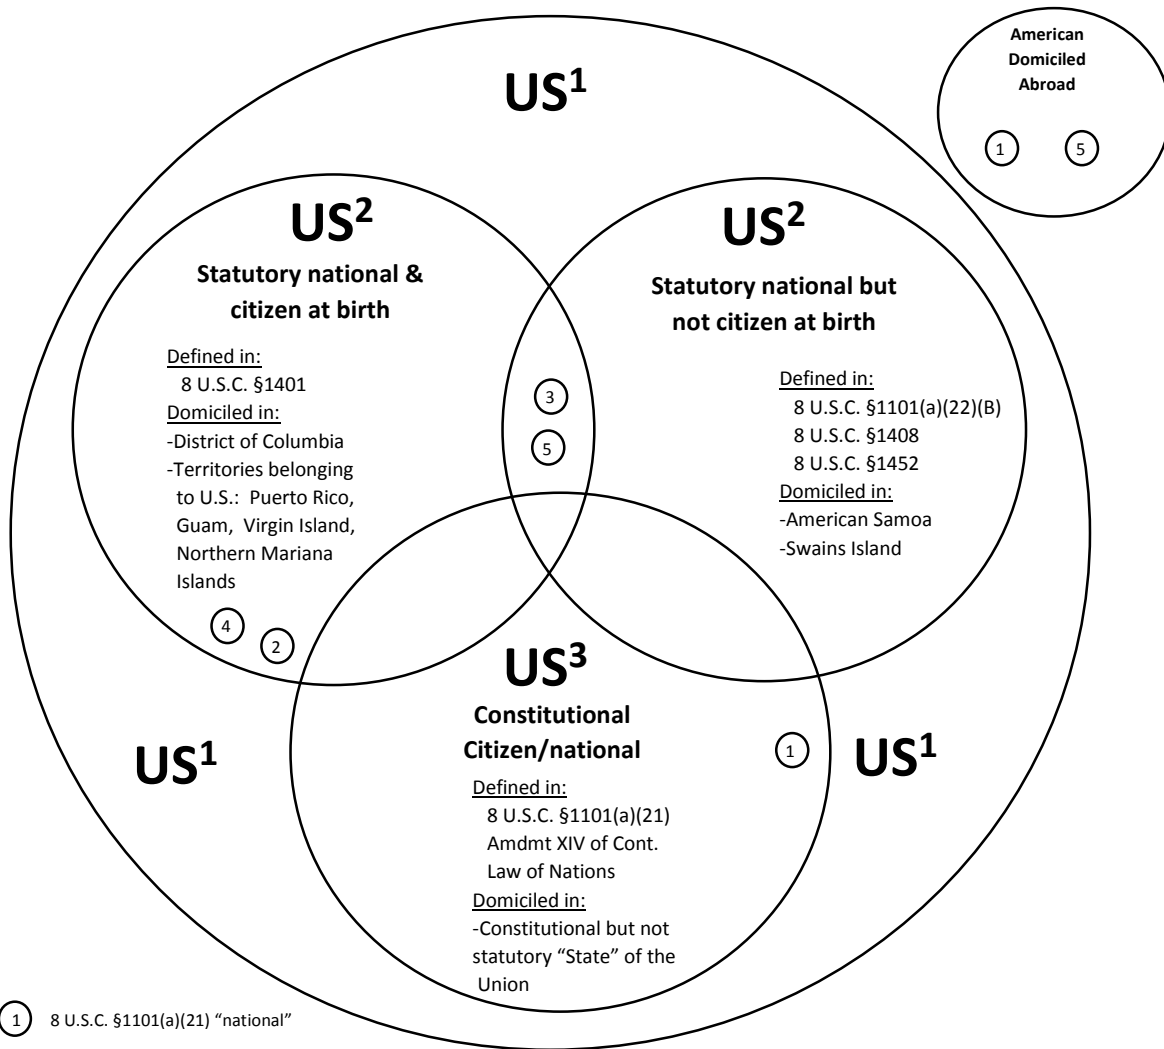 US¹
American
Domiciled
Abroad
1 5
US²
Statutory national &
citizen at birth
Defined in:
8 U.S.C. §1401
Domiciled in:
-District of Columbia
-Territories belonging
to U.S.: Puerto Rico,
Guam, Virgin Island,
Northern Mariana
Islands
4
2
3
5
US²
Statutory national but
not citizen at birth
Defined in:
8 U.S.C. §1101(a)(22)(B)
8 U.S.C. §1408
8 U.S.C. §1452
Domiciled in:
-American Samoa
-Swains Island
US³
Constitutional
Citizen/national
Defined in:
8 U.S.C. §1101(a)(21)
Amdmt XIV of Cont.
Law of Nations
Domiciled in:
-Constitutional but not
statutory “State” of the
Union
1
US¹
US¹
1 8 U.S.C. §1101(a)(21) “national”